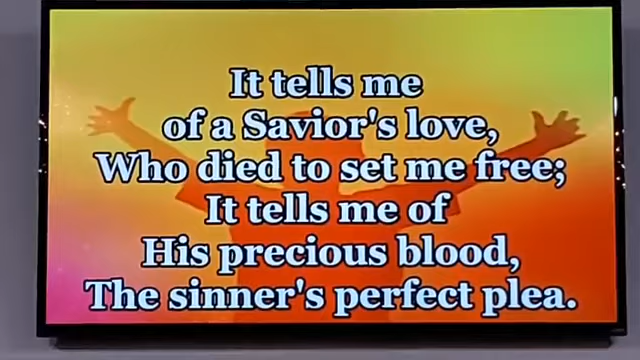 It tells me
of a Savior's love,
Who died to set me free;
It tells me of
His precious blood,
The sinner's perfect plea.